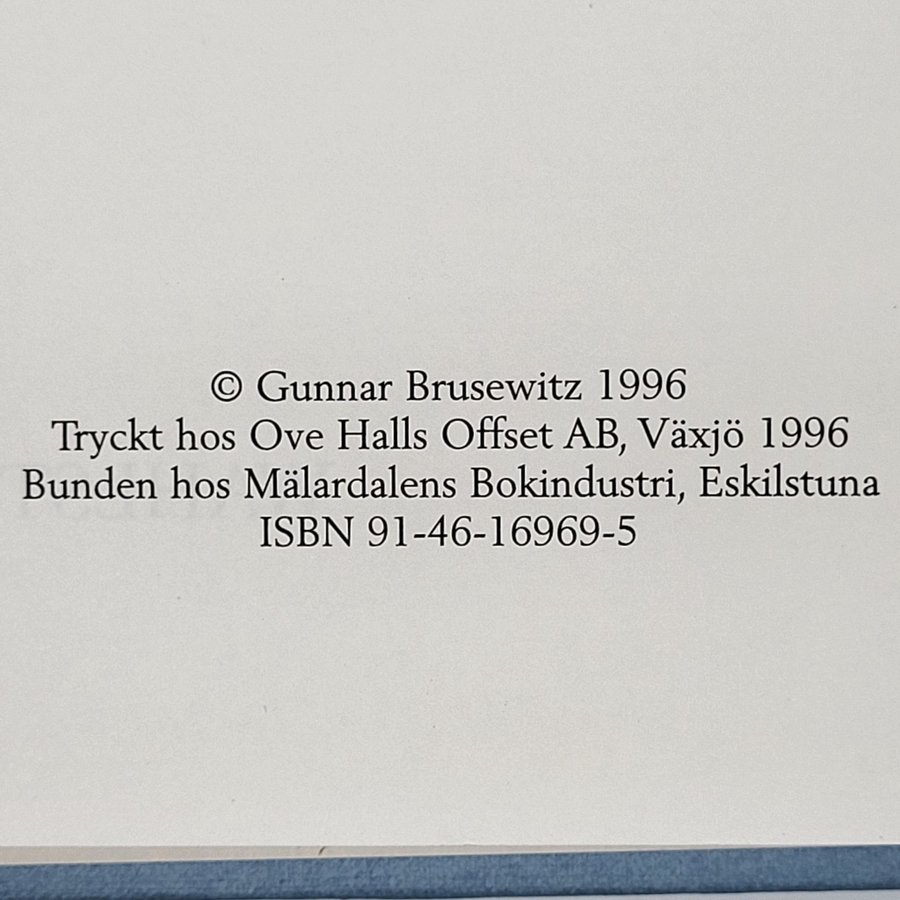 © Gunnar Brusewitz 1996
Tryckt hos Ove Halls Offset AB, Växjö 1996
Bunden hos Mälardalens Bokindustri, Eskilstuna
ISBN 91-46-16969-5